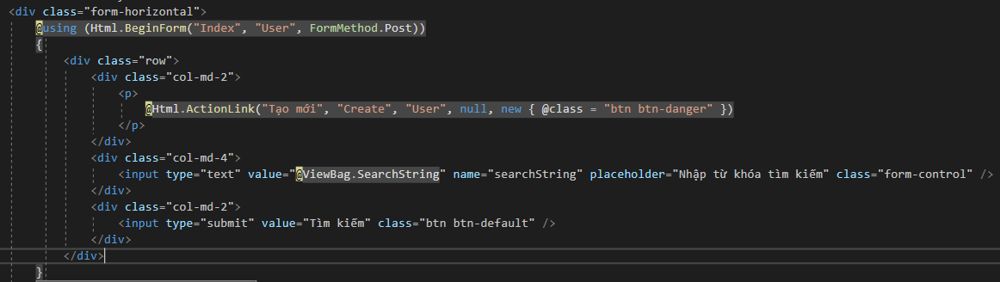 <div class="form-horizontal">
@using (Html.BeginForm("Index", "User", FormMethod.Post))
{
<div class="row">
<div class="col-md-2">
<p>
@Html.ActionLink("Tạo mới", "Create", "User", null, new { @class = "btn btn-danger" })
</p>
</div>
<div class="col-md-4">
<input type="text" value="@ViewBag.SearchString" name="searchString" placeholder="Nhập từ khóa tìm kiếm" class="form-control" />
</div>
<div class="col-md-2">
<input type="submit" value="Tìm kiếm" class="btn btn-default" />
</div>
</div>
}